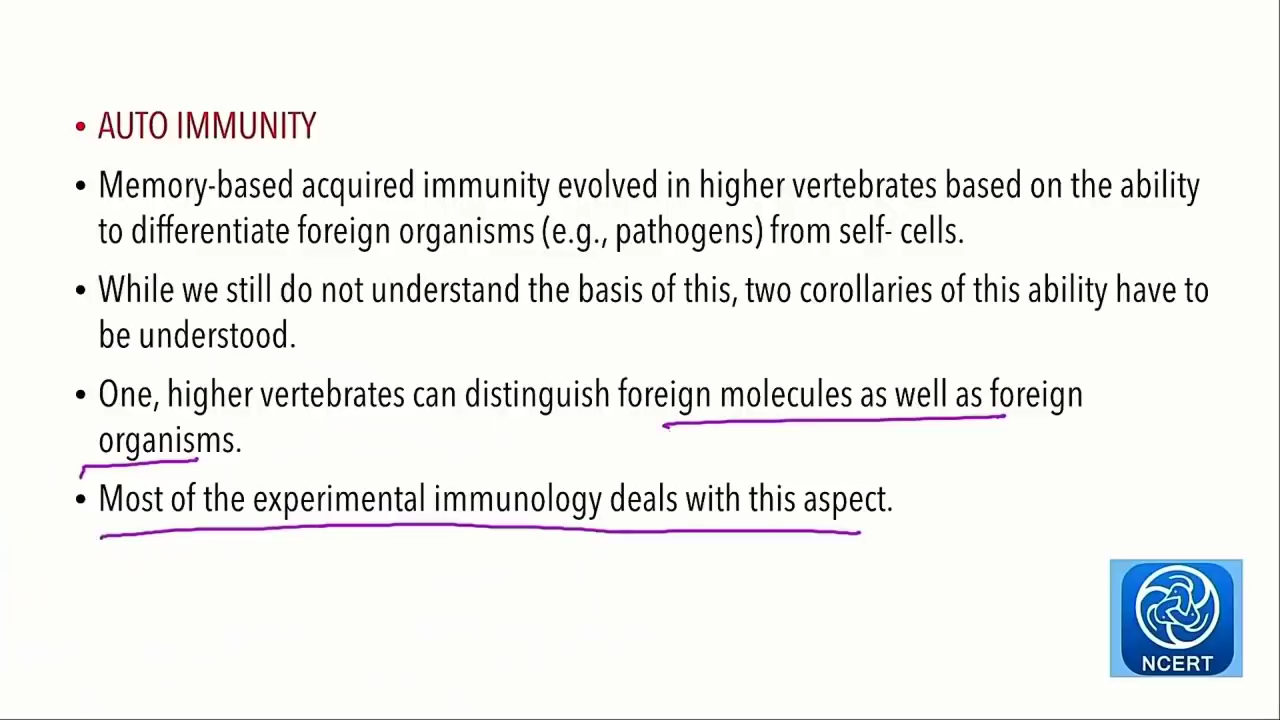 • AUTO IMMUNITY
• Memory-based acquired immunity evolved in higher vertebrates based on the ability
to differentiate foreign organisms (e.g., pathogens) from self- cells.
• While we still do not understand the basis of this, two corollaries of this ability have to
be understood.
• One, higher vertebrates can distinguish foreign molecules as well as foreign
organisms.
• Most of the experimental immunology deals with this aspect.
NCERT